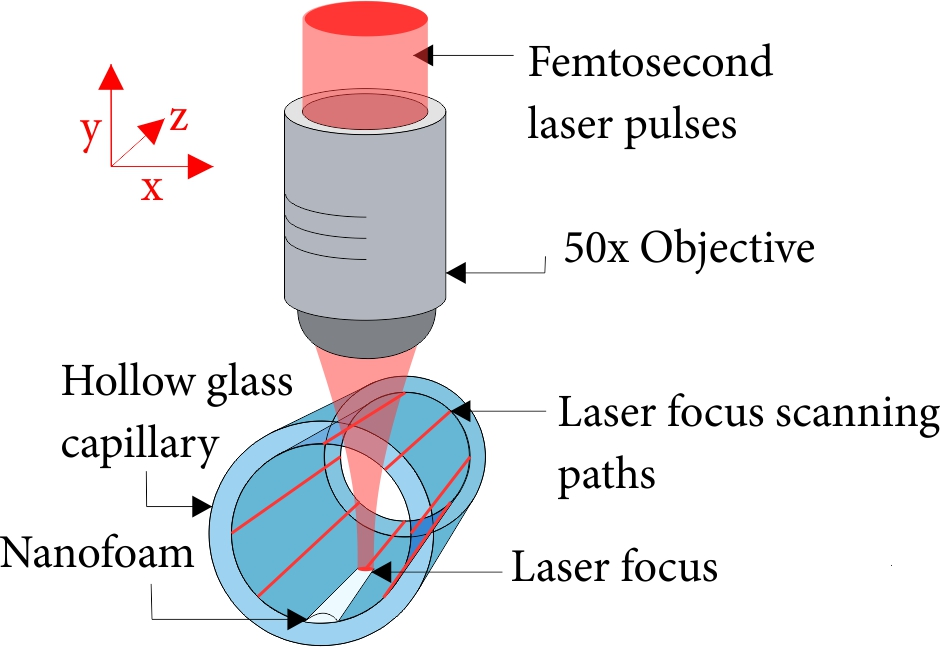 Femtosecond
laser pulses
y
z
x
50x Objective
Hollow glass
capillary
Laser focus scanning
paths
Nanofoam
Laser focus